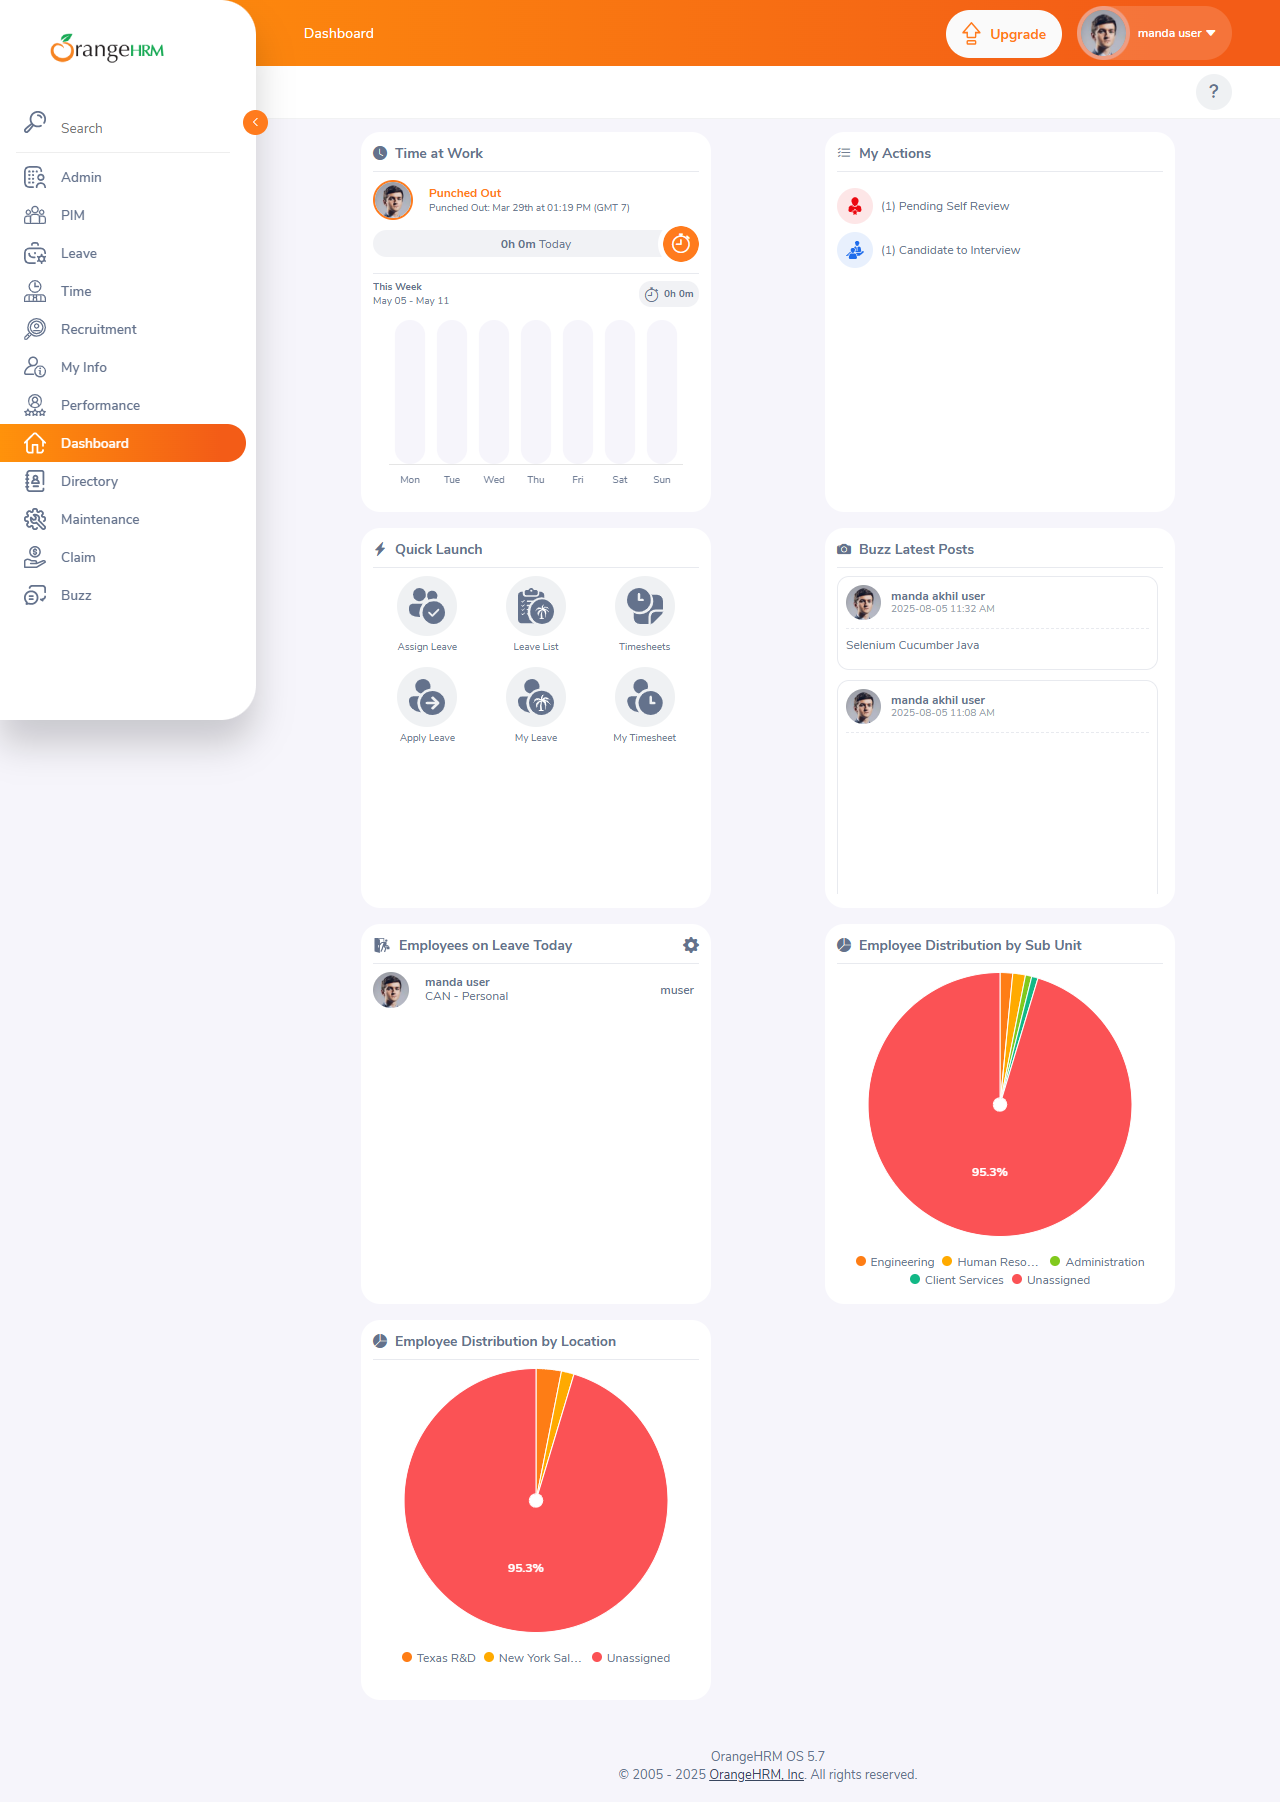 OrangeHRM
Dashboard
Upgrade
manda user
?
Search
Admin
PIM
Leave
Time
Recruitment
My Info
Performance
Dashboard
Directory
Maintenance
Claim
Buzz
Time at Work
Punched Out
Punched Out: Mar 29th at 01:19 PM (GMT 7)
0h 0m Today
This Week
May 05 - May 11
0h 0m
Mon Tue Wed Thu Fri Sat Sun
My Actions
(1) Pending Self Review
(1) Candidate to Interview
Quick Launch
Assign Leave Leave List Timesheets
Apply Leave My Leave My Timesheet
Buzz Latest Posts
manda akhil user
2025-08-05 11:32 AM
Selenium Cucumber Java
manda akhil user
2025-08-05 11:08 AM
Employees on Leave Today
manda user
CAN - Personal
muser
Employee Distribution by Sub Unit
95.3%
Engineering Human Reso... Administration
Client Services Unassigned
Employee Distribution by Location
95.3%
Texas R&D New York Sal... Unassigned
OrangeHRM OS 5.7
© 2005 - 2025 OrangeHRM, Inc. All rights reserved.